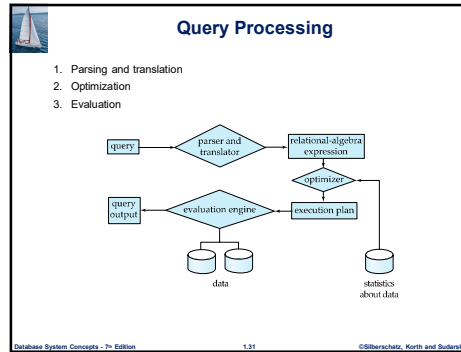 Query Processing
1. Parsing and translation
2. Optimization
3. Evaluation
query
parser and
translator
relational-algebra
expression
optimizer
query
output
evaluation engine
execution plan
data
statistics
about data
Database System Concepts - 7th Edition
1.31
©Silberschatz, Korth and Sudarsh